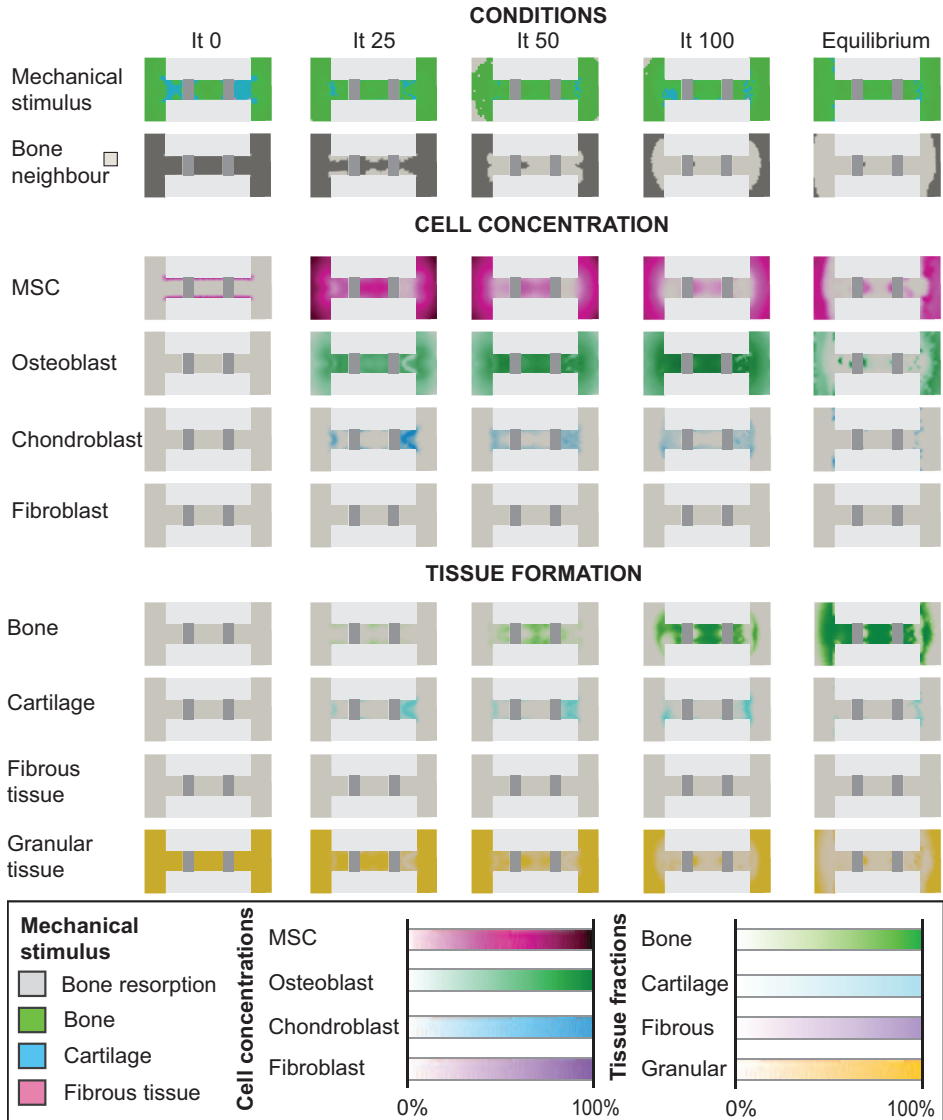 CONDITIONS
It 0 It 25 It 50 It 100 Equilibrium
Mechanical
stimulus
Bone
neighbour
CELL CONCENTRATION
MSC
Osteoblast
Chondroblast
Fibroblast
TISSUE FORMATION
Bone
Cartilage
Fibrous
tissue
Granular
tissue
Mechanical
stimulus
Bone resorption
Bone
Cartilage
Fibrous tissue
Cell concentrations
MSC
Osteoblast
Chondroblast
Fibroblast
0% 100%
Tissue fractions
Bone
Cartilage
Fibrous
Granular
0% 100%